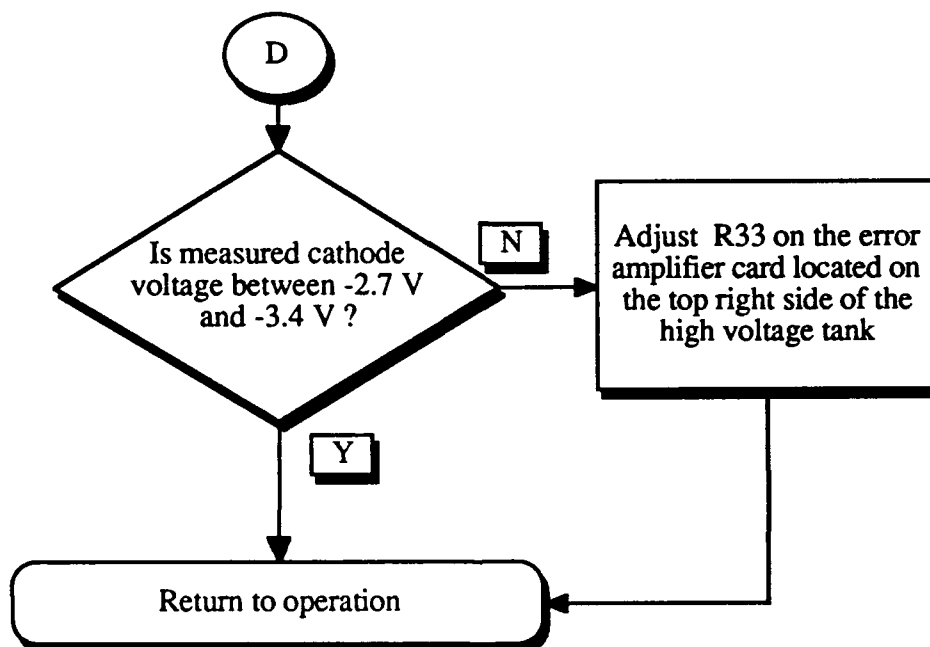 D
Is measured cathode
voltage between -2.7 V
and -3.4 V ?
N
Adjust R33 on the error
amplifier card located on
the top right side of the
high voltage tank
Y
Return to operation